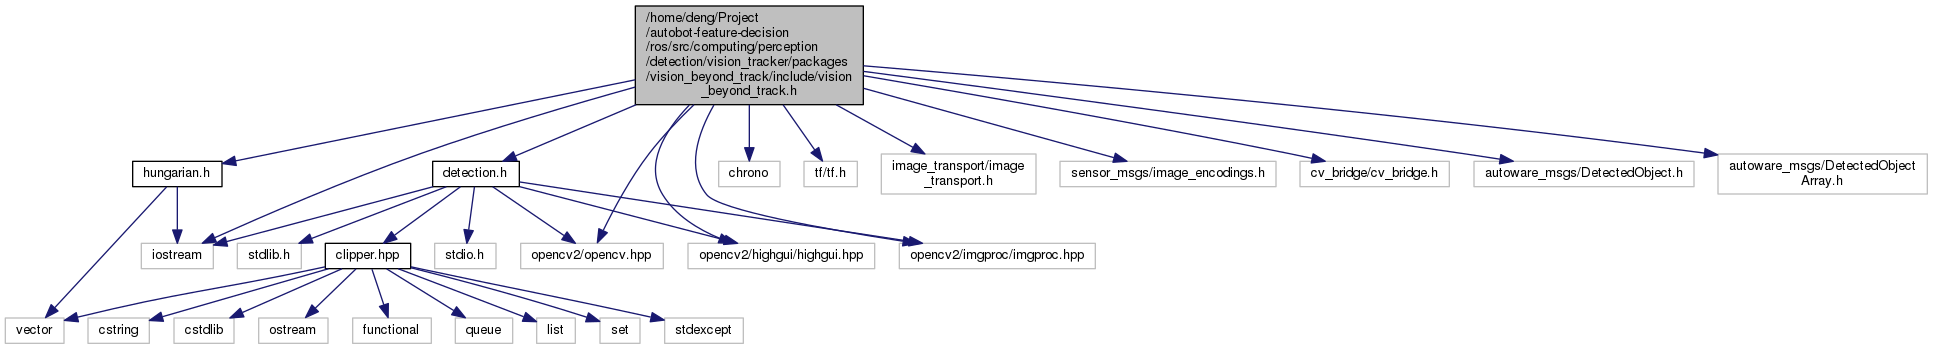 /home/deng/Project
/autobot-feature-decision
/ros/src/computing/perception
/detection/vision_tracker/packages
/vision_beyond_track/include/vision
_beyond_track.h
hungarian.h
detection.h
chrono
tf/tf.h
image_transport/image
_transport.h
sensor_msgs/image_encodings.h
cv_bridge/cv_bridge.h
autoware_msgs/DetectedObject.h
autoware_msgs/DetectedObject
Array.h
iostream
stdlib.h
clipper.hpp
stdio.h
opencv2/opencv.hpp
opencv2/highgui/highgui.hpp
opencv2/imgproc/imgproc.hpp
vector
cstring
cstdlib
ostream
functional
queue
list
set
stdexcept